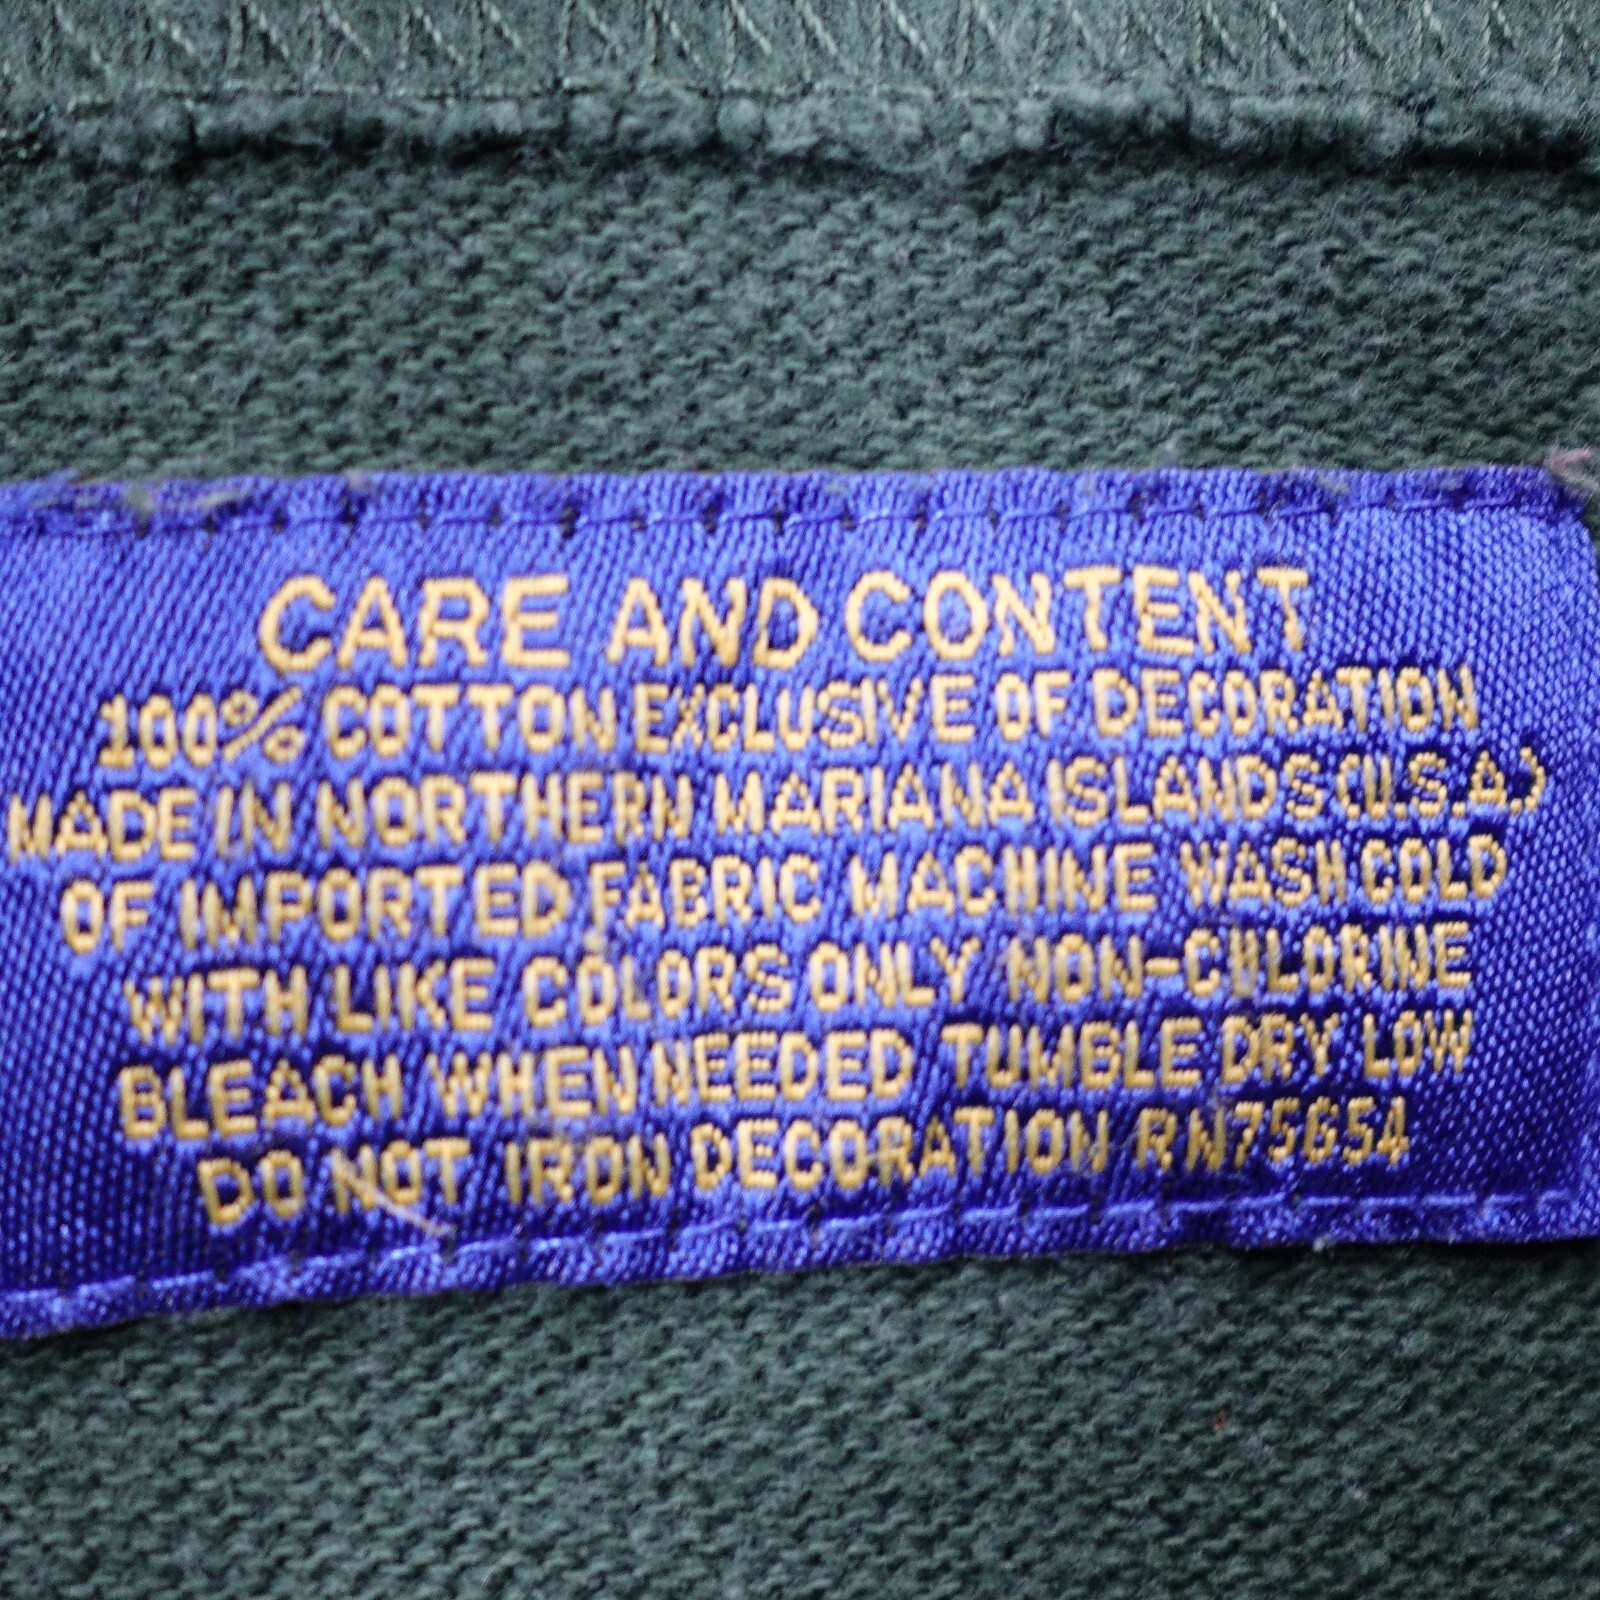 CARE AND CONTENT
100% COTTON EXCLUSIVE OF DECORATION
MADE IN NORTHERN MARIANA ISLANDS (U.S.A.)
OF IMPORTED FABRIC MACHINE WASH COLD
WITH LIKE COLORS ONLY NON-CHLORINE
BLEACH WHEN NEEDED TUMBLE DRY LOW
DO NOT IRON DECORATION RN75654